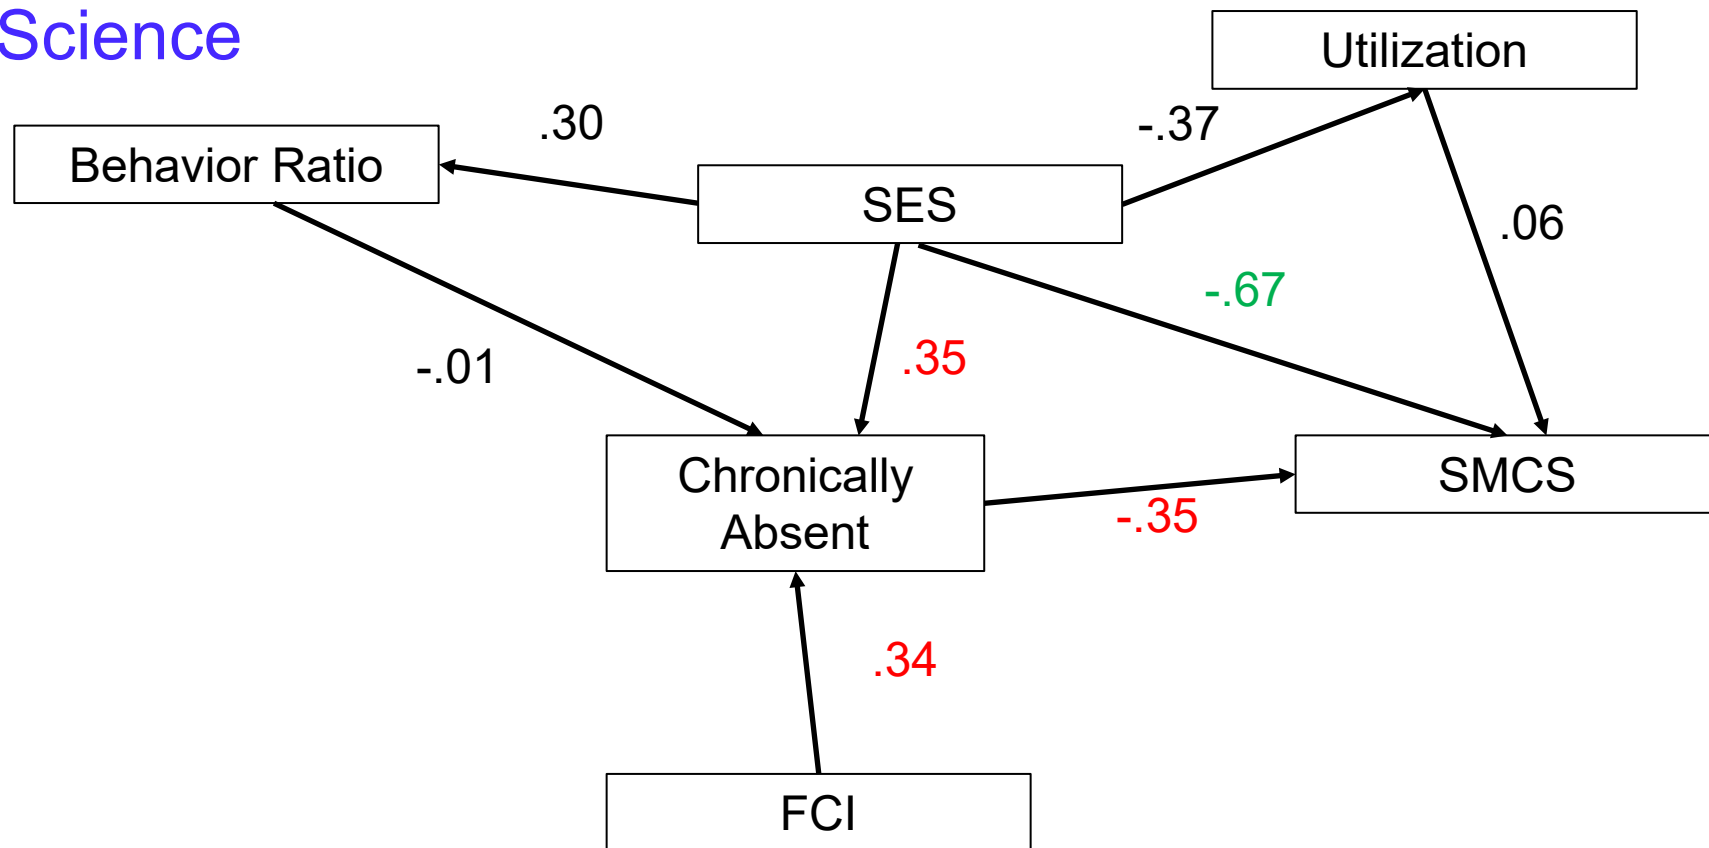 Science
Utilization
.30
-.37
Behavior Ratio
SES
.06
-.67
.35
-.01
Chronically
Absent
SMCS
-.35
.34
FCI